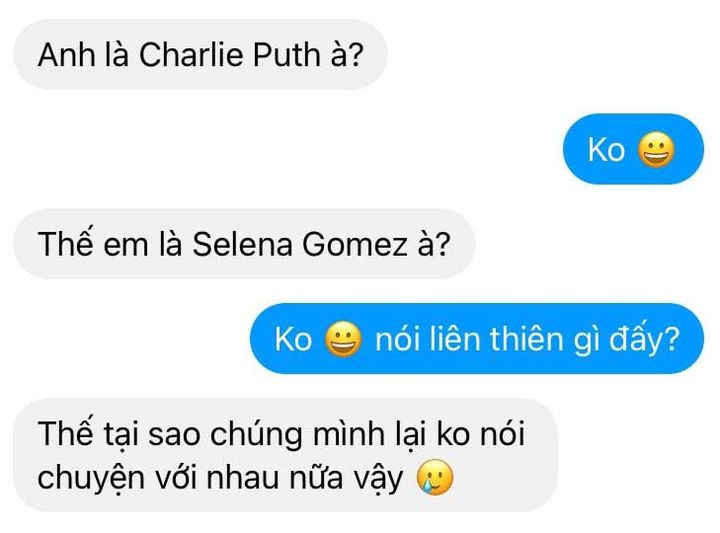 Anh là Charlie Puth à?
Ko 😀
Thế em là Selena Gomez à?
Ko 😀 nói liên thiên gì đấy?
Thế tại sao chúng mình lại ko nói
chuyện với nhau nữa vậy 🥲